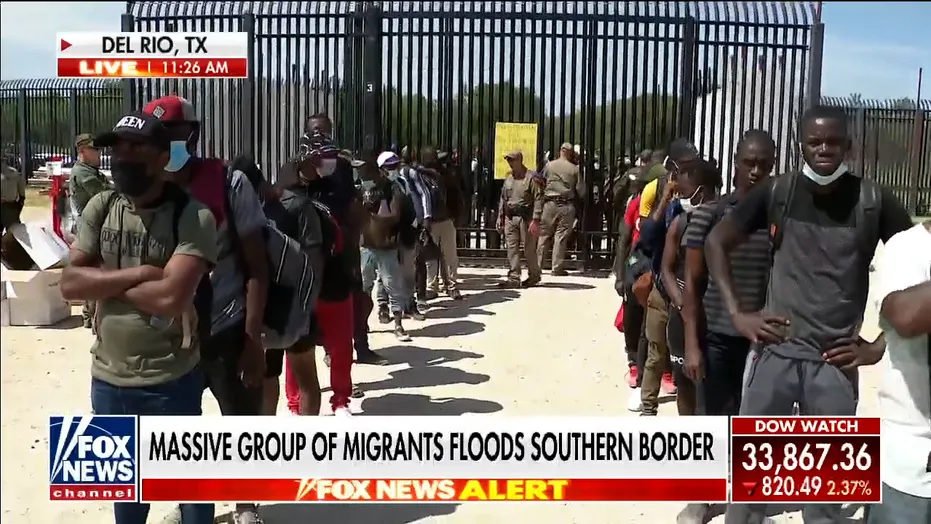 DEL RIO, TX
LIVE 11:26 AM
3
FOX
NEWS
channel
MASSIVE GROUP OF MIGRANTS FLOODS SOUTHERN BORDER
FOX NEWS ALERT
DOW WATCH
33,867.36
820.49 2.37%